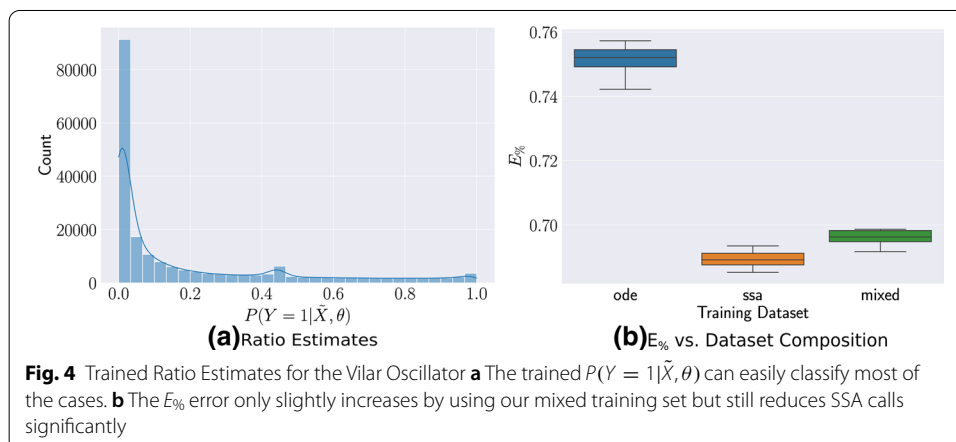 80000
60000
40000
20000
0
Count
0.0 0.2 0.4 0.6 0.8 1.0
P(Y = 1|X̃, θ)
(a)Ratio Estimates
0.76
0.74
0.72
0.70
E%
ode ssa mixed
Training Dataset
(b)E% vs. Dataset Composition
Fig. 4 Trained Ratio Estimates for the Vilar Oscillator a The trained P(Y = 1|X̃, θ) can easily classify most of
the cases. b The E% error only slightly increases by using our mixed training set but still reduces SSA calls
significantly